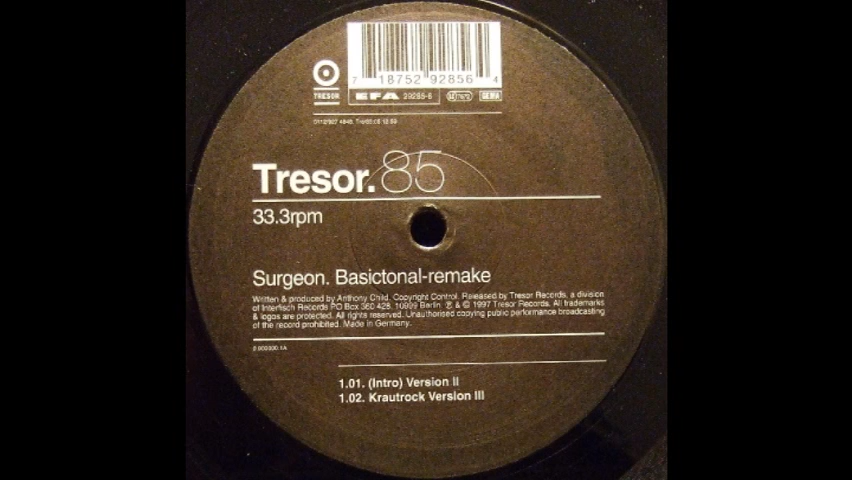 7 18752 92856 4
TRESOR
EFA 29285-6 GEMA
Tresor.85
33.3rpm
Surgeon. Basictonal-remake
Written & produced by Anthony Child. Copyright Control. Released by Tresor Records, a division
of Interfisch Records PO Box 360 428, 10999 Berlin. ℗ & © 1997 Tresor Records. All trademarks
& logos are protected. All rights reserved. Unauthorised copying public performance broadcasting
of the record prohibited. Made in Germany.
1.01. (Intro) Version II
1.02. Krautrock Version III